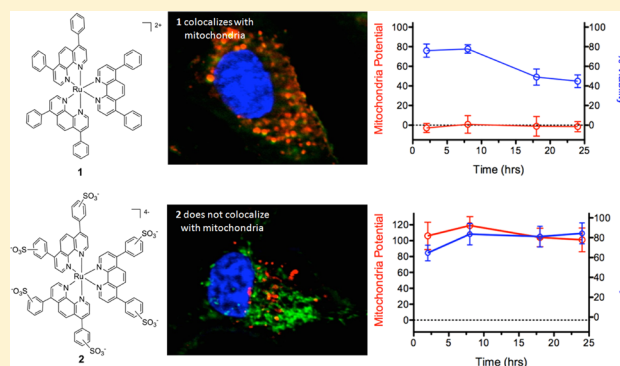 2+
Ru
N
N
N
N
N
N
1
1 colocalizes with
mitochondria
Mitochondria Potential
100
80
60
40
20
0
100
80
60
40
20
0
0 5 10 15 20 25
Time (hrs)
4-
SO3-
SO3-
-O3S
SO3-
-O3S
SO3-
Ru
N
N
N
N
N
N
2
2 does not colocalize
with mitochondria
Mitochondria Potential
120
100
80
60
40
20
0
100
80
60
40
20
0
0 5 10 15 20 25
Time (hrs)